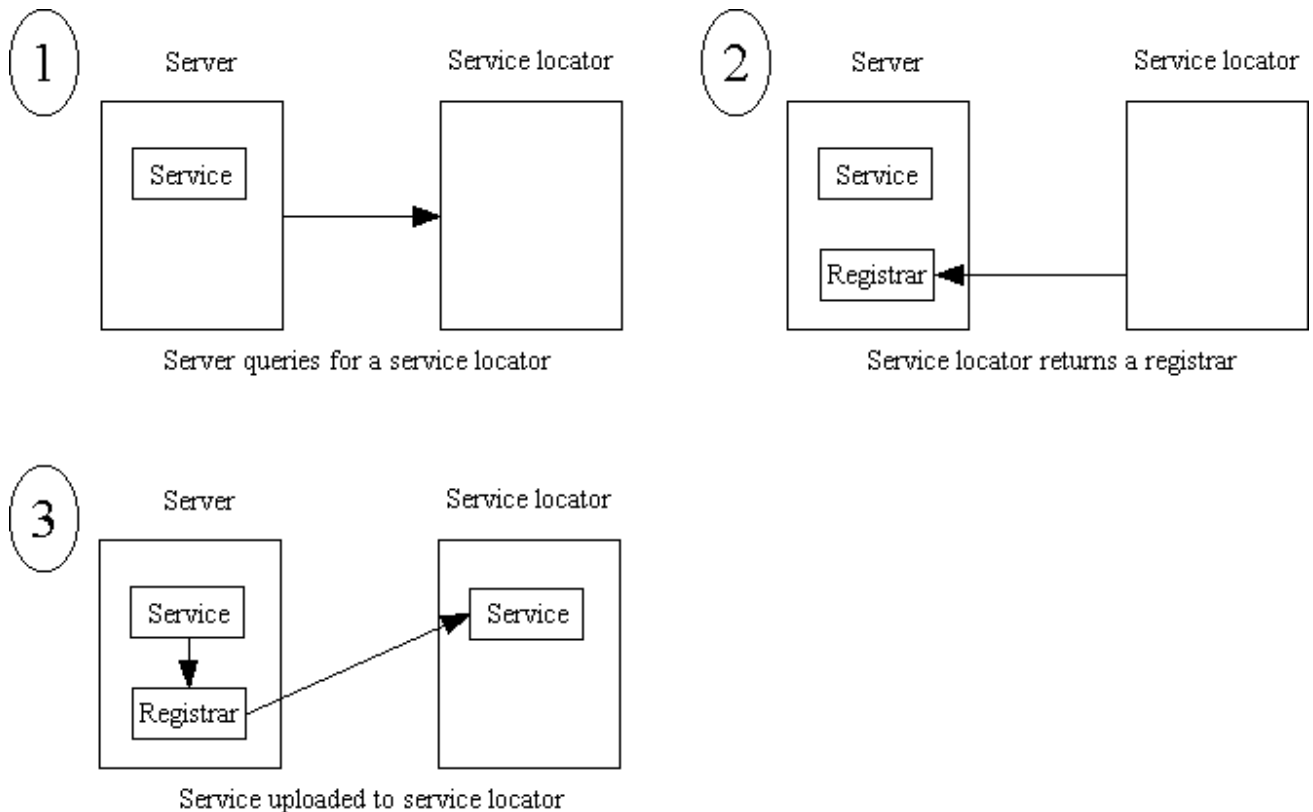 1
Server
Service locator
Service
Server queries for a service locator
2
Server
Service locator
Service
Registrar
Service locator returns a registrar
3
Server
Service locator
Service
Service
Registrar
Service uploaded to service locator